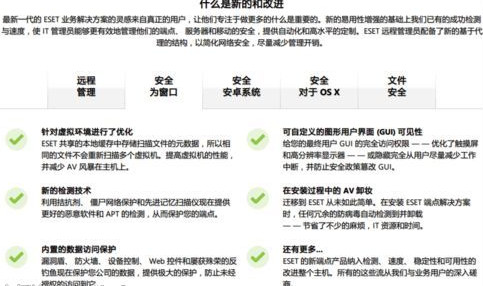 什么是新的和改进
最新一代的 ESET 业务解决方案的灵感来自真正的用户，让他们专注于做更多的什么是重要的。新的易用性增强的基础上我们已有的成功检测
与速度，使 IT 管理员能够更有效地管理他们的端点、 服务器和移动的安全，提供自动化和高水平的定制。ESET 远程管理员配备了新的基于代
理的结构，以简化网络安全，尽量减少管理开销。
远程
管理
安全
为窗口
安全
安卓系统
安全
对于 OS X
文件
安全
针对虚拟环境进行了优化
ESET 共享的本地缓存中存储扫描文件的元数据，所以相
同的文件不会重新扫描多个虚拟机。提高虚拟机的性能，
并减少 AV 风暴在主机上。
新的检测技术
利用拮抗剂、 僵尸网络保护和先进记忆扫描仪现在提供
更好的恶意软件和 APT 的检测，从而保护您的端点。
内置的数据访问保护
漏洞盾、 防火墙、 设备控制、 Web 控件和屡获殊荣的反
钓鱼现在保护您公司的数据，提供极大的保护，防止未经
授权的访问到它
可自定义的图形用户界面 (GUI) 可见性
给您的最终用户 GUI 的完全访问权限 — — 优化了触摸屏
和高分辨率显示器 — — 或隐藏完全从用户尽量减少工作
中断，并防止安全政策篡改 GUI。
在安装过程中的 AV 卸妆
迁移到 ESET 从未如此简单。在安装 ESET 端点解决方案
时，任何冗余的防病毒自动检测到并卸载
— — 节省了不少的麻烦，IT 资源和时间。
还有更多...
ESET 的新端点产品纳入检测、 速度、 稳定性和可用性的
改进整个主机。所有的这些流从我们与业务用户的深入磋
商